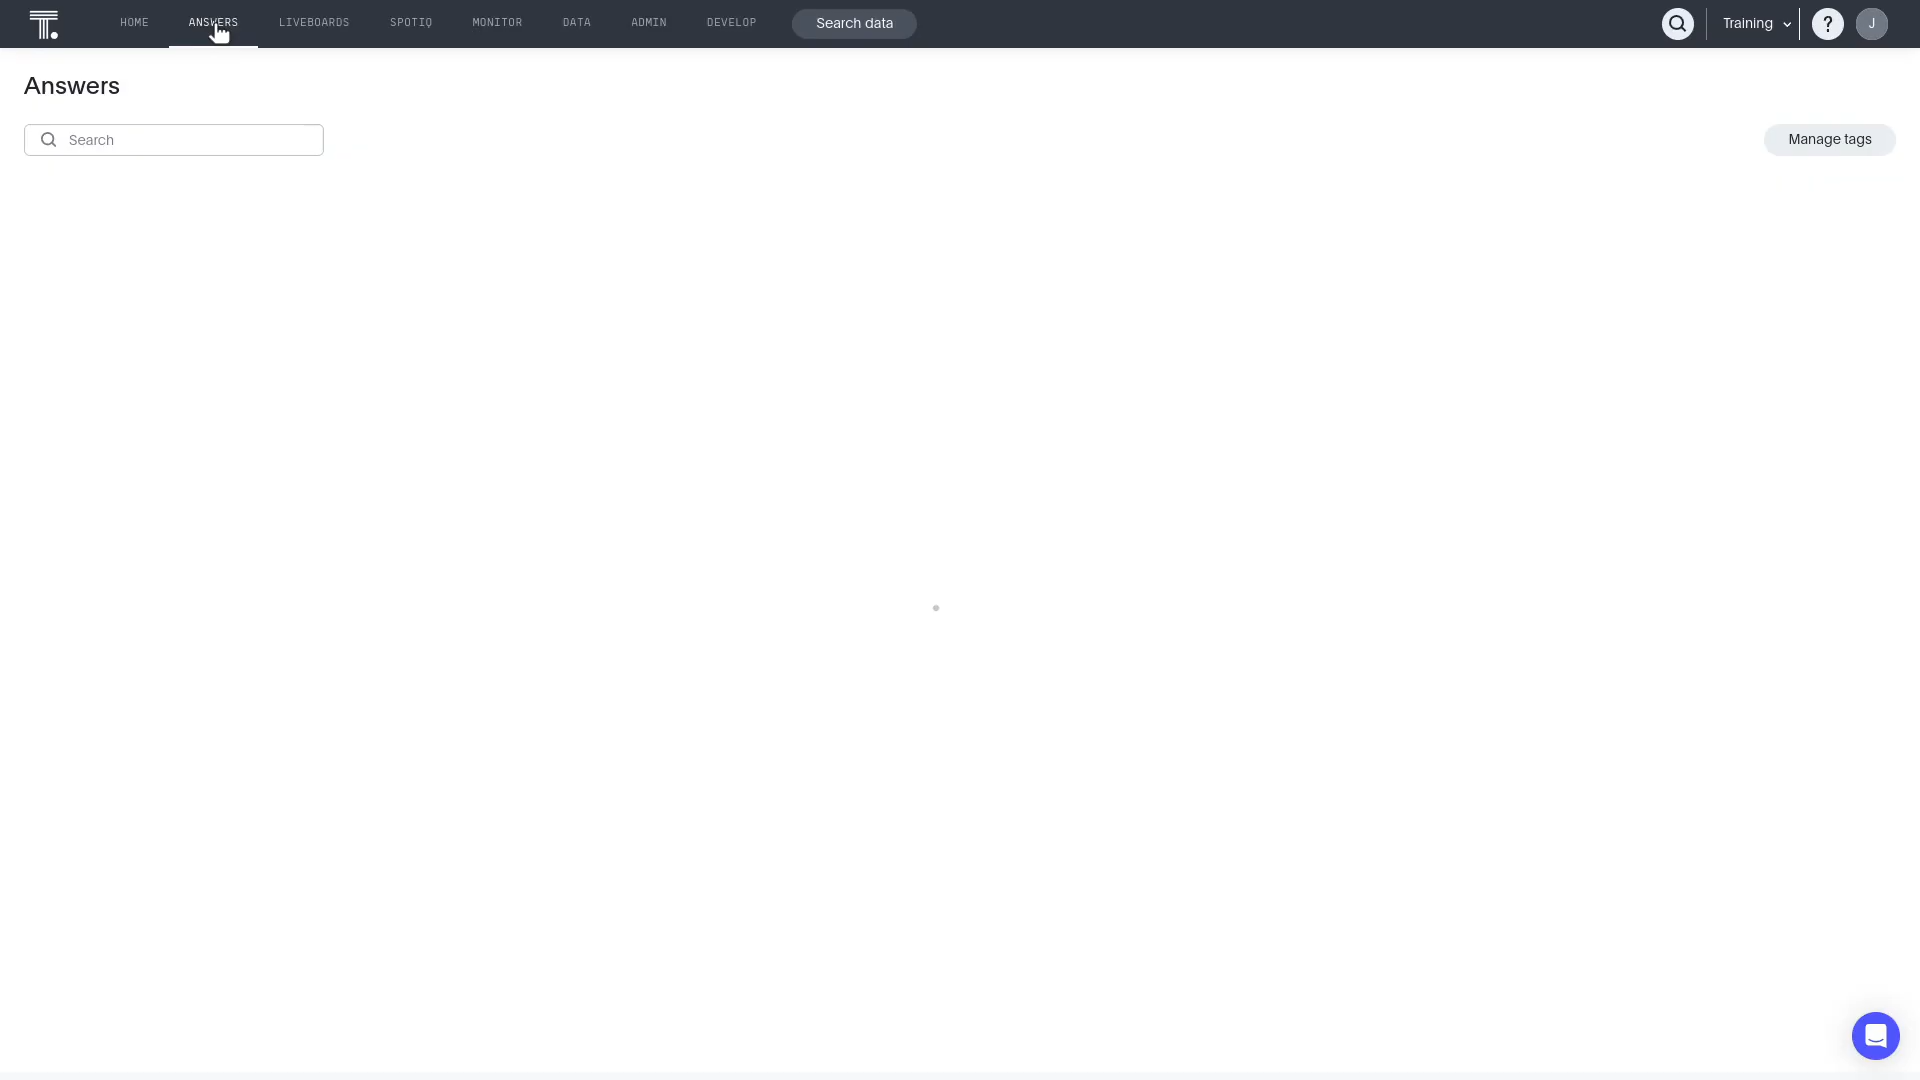 T. HOME ANSWERS LIVEBOARDS SPOTIQ MONITOR DATA ADMIN DEVELOP Search data Training ? J
Answers
Search Manage tags